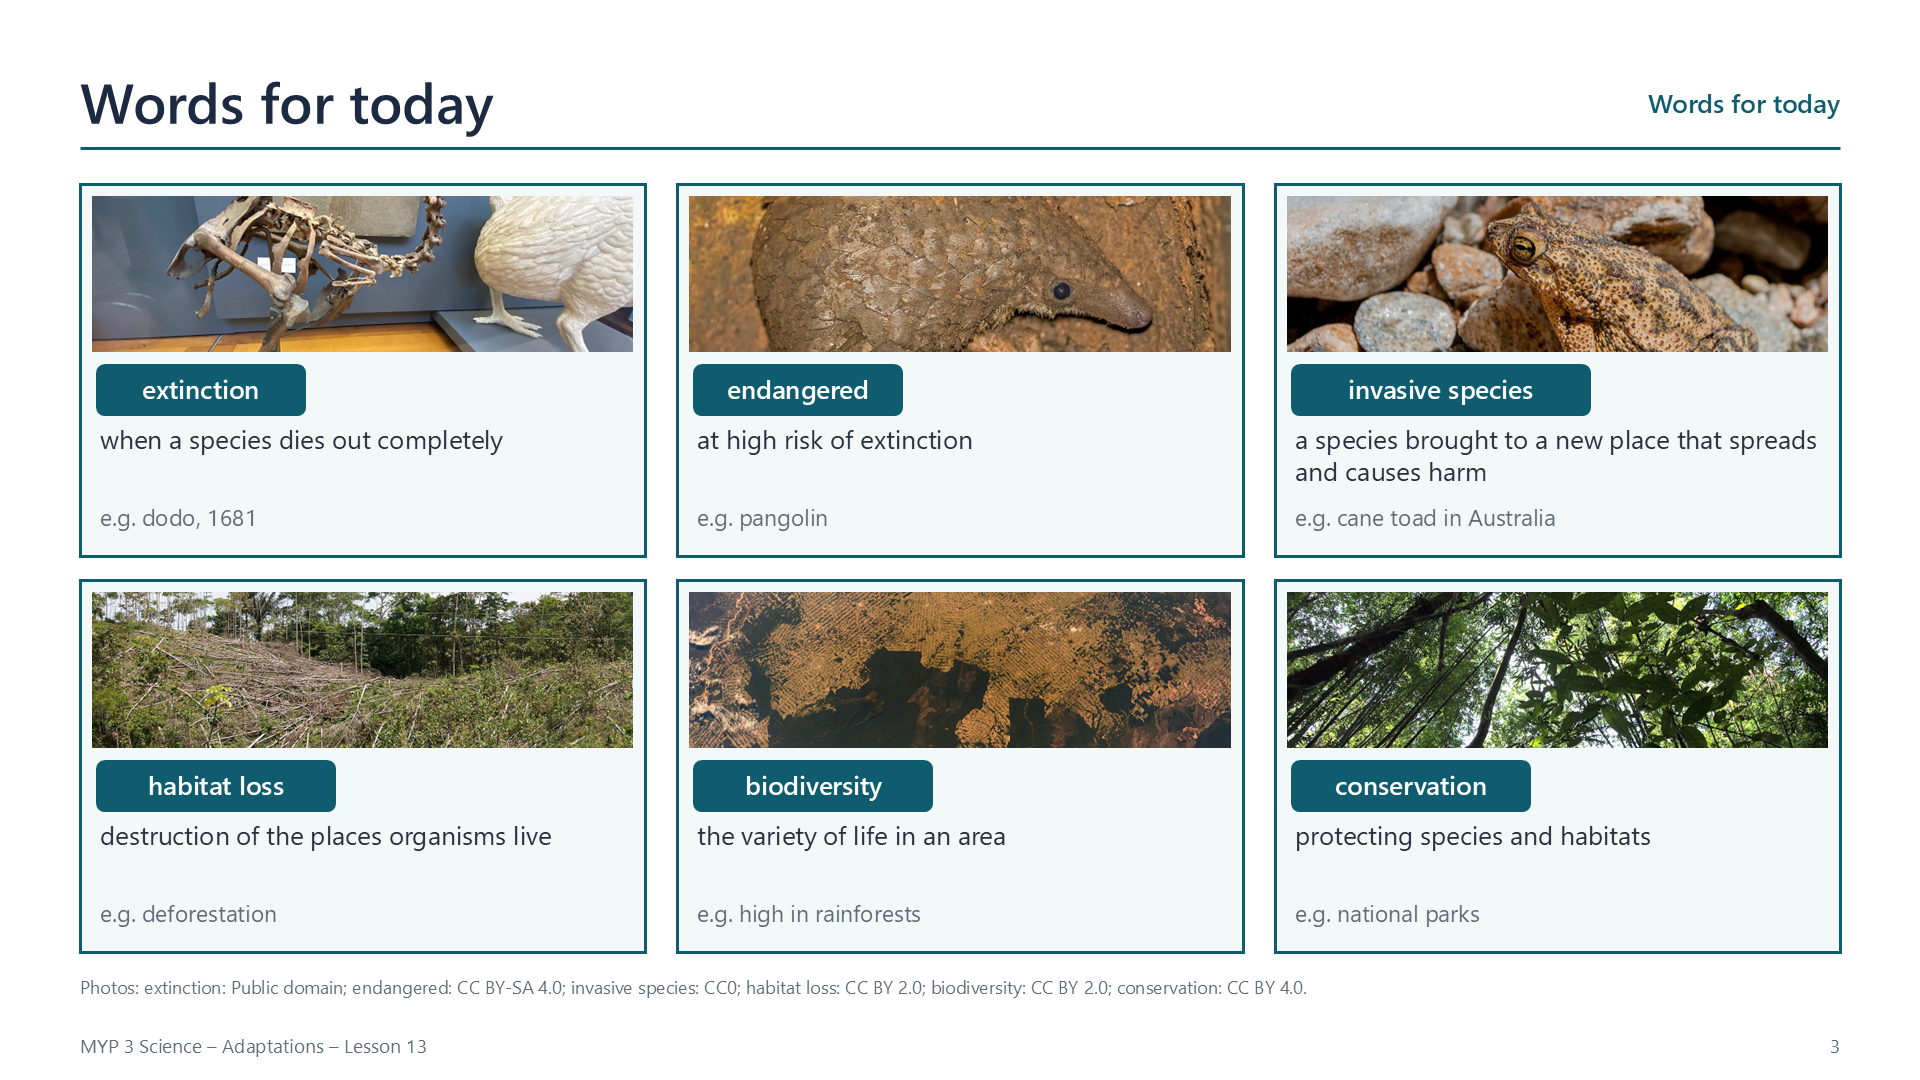 Words for today
Words for today
extinction
when a species dies out completely
e.g. dodo, 1681
endangered
at high risk of extinction
e.g. pangolin
invasive species
a species brought to a new place that spreads
and causes harm
e.g. cane toad in Australia
habitat loss
destruction of the places organisms live
e.g. deforestation
biodiversity
the variety of life in an area
e.g. high in rainforests
conservation
protecting species and habitats
e.g. national parks
Photos: extinction: Public domain; endangered: CC BY-SA 4.0; invasive species: CC0; habitat loss: CC BY 2.0; biodiversity: CC BY 2.0; conservation: CC BY 4.0.
MYP 3 Science – Adaptations – Lesson 13
3